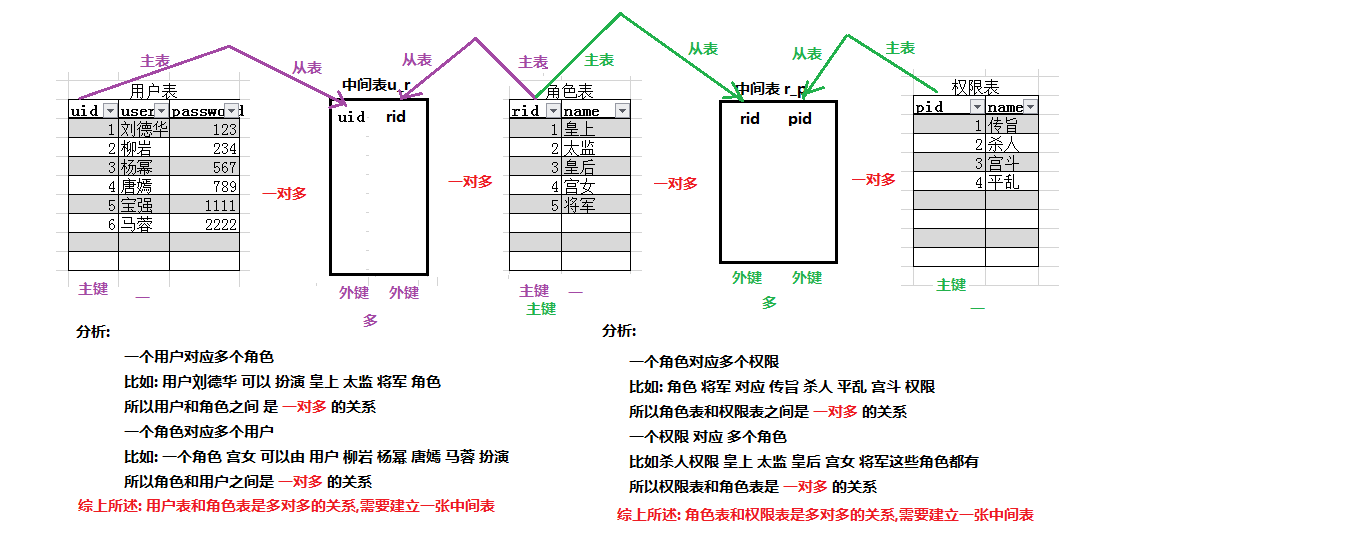 主表
从表
从表
主表
主表
从表
从表
主表
用户表
uid user password
1 刘德华 123
2 柳岩 234
3 杨幂 567
4 唐嫣 789
5 宝强 1111
6 马蓉 2222
主键 一
一对多
中间表u_r
uid rid
外键 外键
多
一对多
角色表
rid name
1 皇上
2 太监
3 皇后
4 宫女
5 将军
主键 一
主键
一对多
中间表 r_p
rid pid
外键 外键
多
一对多
权限表
pid name
1 传旨
2 杀人
3 宫斗
4 平乱
主键
一
分析:
一个用户对应多个角色
比如: 用户刘德华 可以 扮演 皇上 太监 将军 角色
所以用户和角色之间 是 一对多 的关系
一个角色对应多个用户
比如: 一个角色 宫女 可以由 用户 柳岩 杨幂 唐嫣 马蓉 扮演
所以角色和用户之间是 一对多 的关系
综上所述: 用户表和角色表是多对多的关系,需要建立一张中间表
分析:
一个角色对应多个权限
比如: 角色 将军 对应 传旨 杀人 平乱 宫斗 权限
所以角色表和权限表之间是 一对多 的关系
一个权限 对应 多个角色
比如杀人权限 皇上 太监 皇后 宫女 将军这些角色都有
所以权限表和角色表是 一对多 的关系
综上所述: 角色表和权限表是多对多的关系,需要建立一张中间表